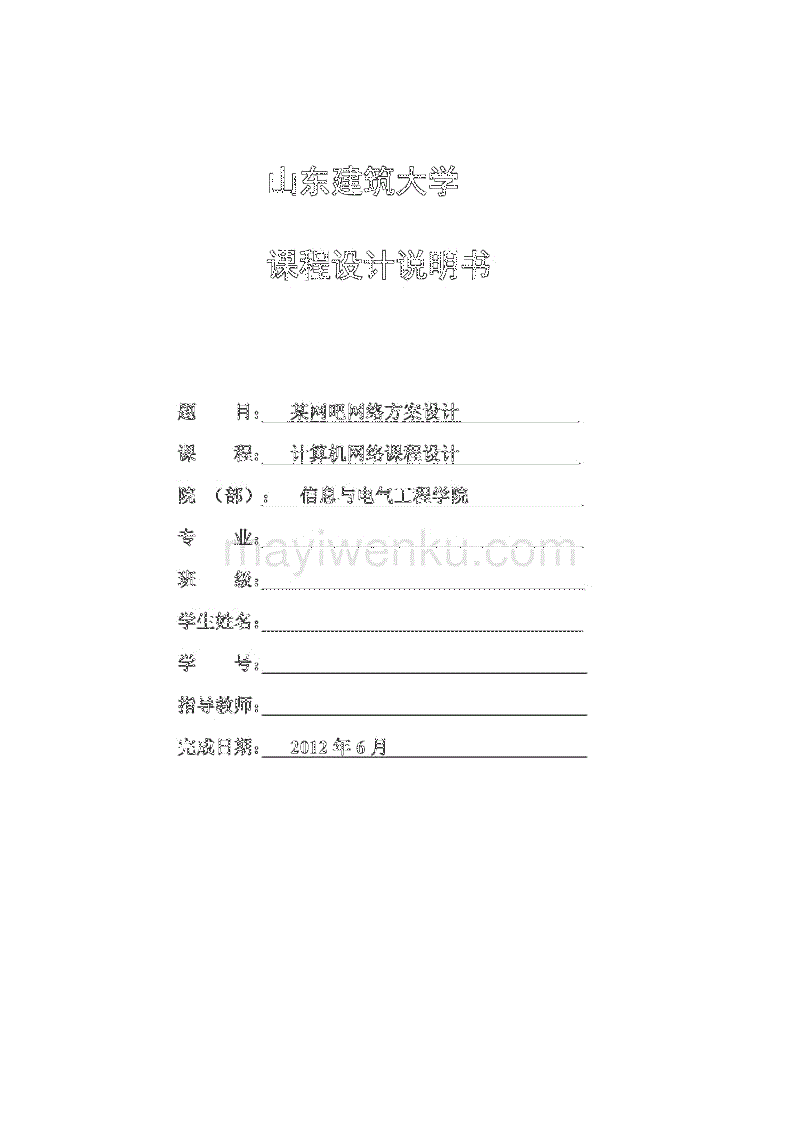 山东建筑大学
课程设计说明书
题 目： 某网吧网络方案设计
课 程： 计算机网络课程设计
院 （部）： 信息与电气工程学院
专 业：
mayiwenku.com
班 级：
学生姓名：
学 号：
指导教师：
完成日期： 2012 年 6 月